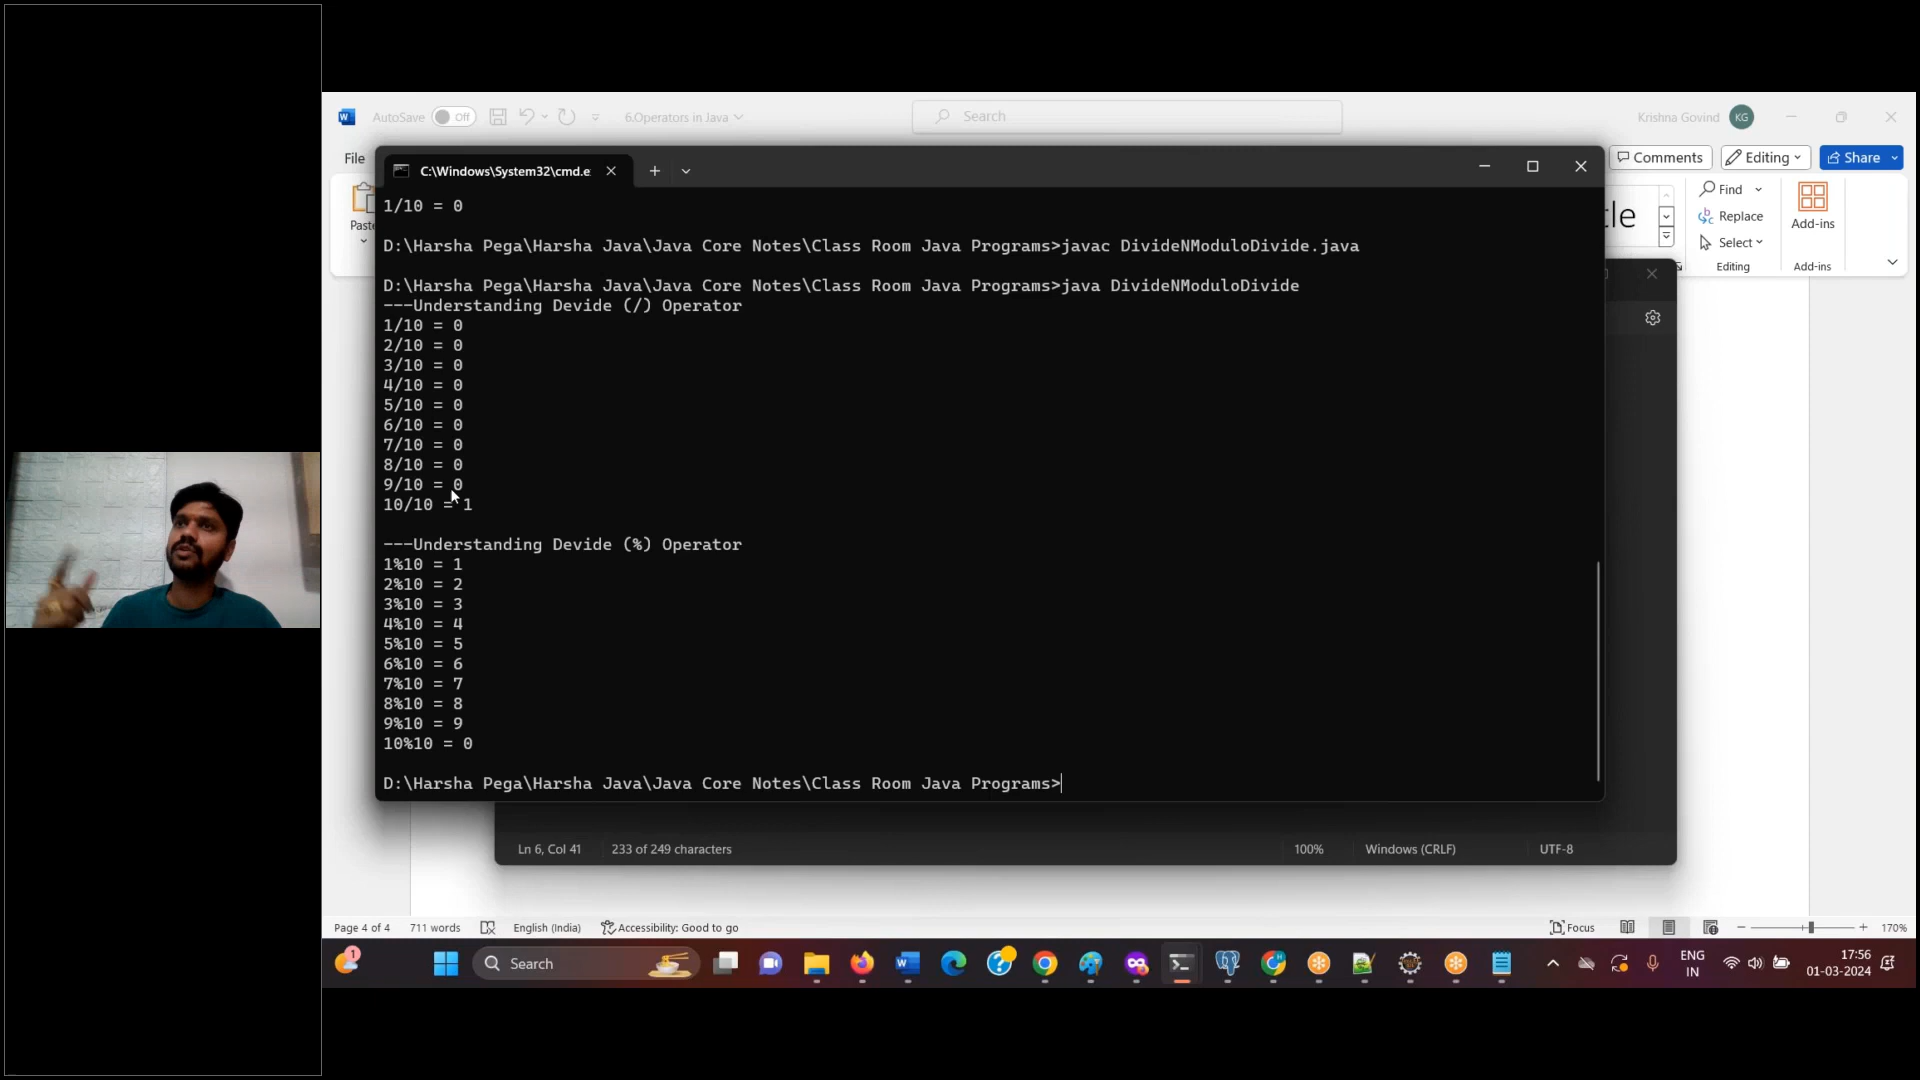 AutoSave
Off
6.Operators in Java
Search
Krishna Govind
KG
File
Comments
Editing
Share
C:\Windows\System32\cmd.e
Paste
Find
Replace
Select
Editing
Add-ins
Add-ins
1/10 = 0
D:\Harsha Pega\Harsha Java\Java Core Notes\Class Room Java Programs>javac DivideNModuloDivide.java
D:\Harsha Pega\Harsha Java\Java Core Notes\Class Room Java Programs>java DivideNModuloDivide
---Understanding Devide (/) Operator
1/10 = 0
2/10 = 0
3/10 = 0
4/10 = 0
5/10 = 0
6/10 = 0
7/10 = 0
8/10 = 0
9/10 = 0
10/10 = 1
---Understanding Devide (%) Operator
1%10 = 1
2%10 = 2
3%10 = 3
4%10 = 4
5%10 = 5
6%10 = 6
7%10 = 7
8%10 = 8
9%10 = 9
10%10 = 0
D:\Harsha Pega\Harsha Java\Java Core Notes\Class Room Java Programs>
Ln 6, Col 41
233 of 249 characters
100%
Windows (CRLF)
UTF-8
Page 4 of 4
711 words
English (India)
Accessibility: Good to go
Focus
170%
1
Search
ENG
IN
17:56
01-03-2024